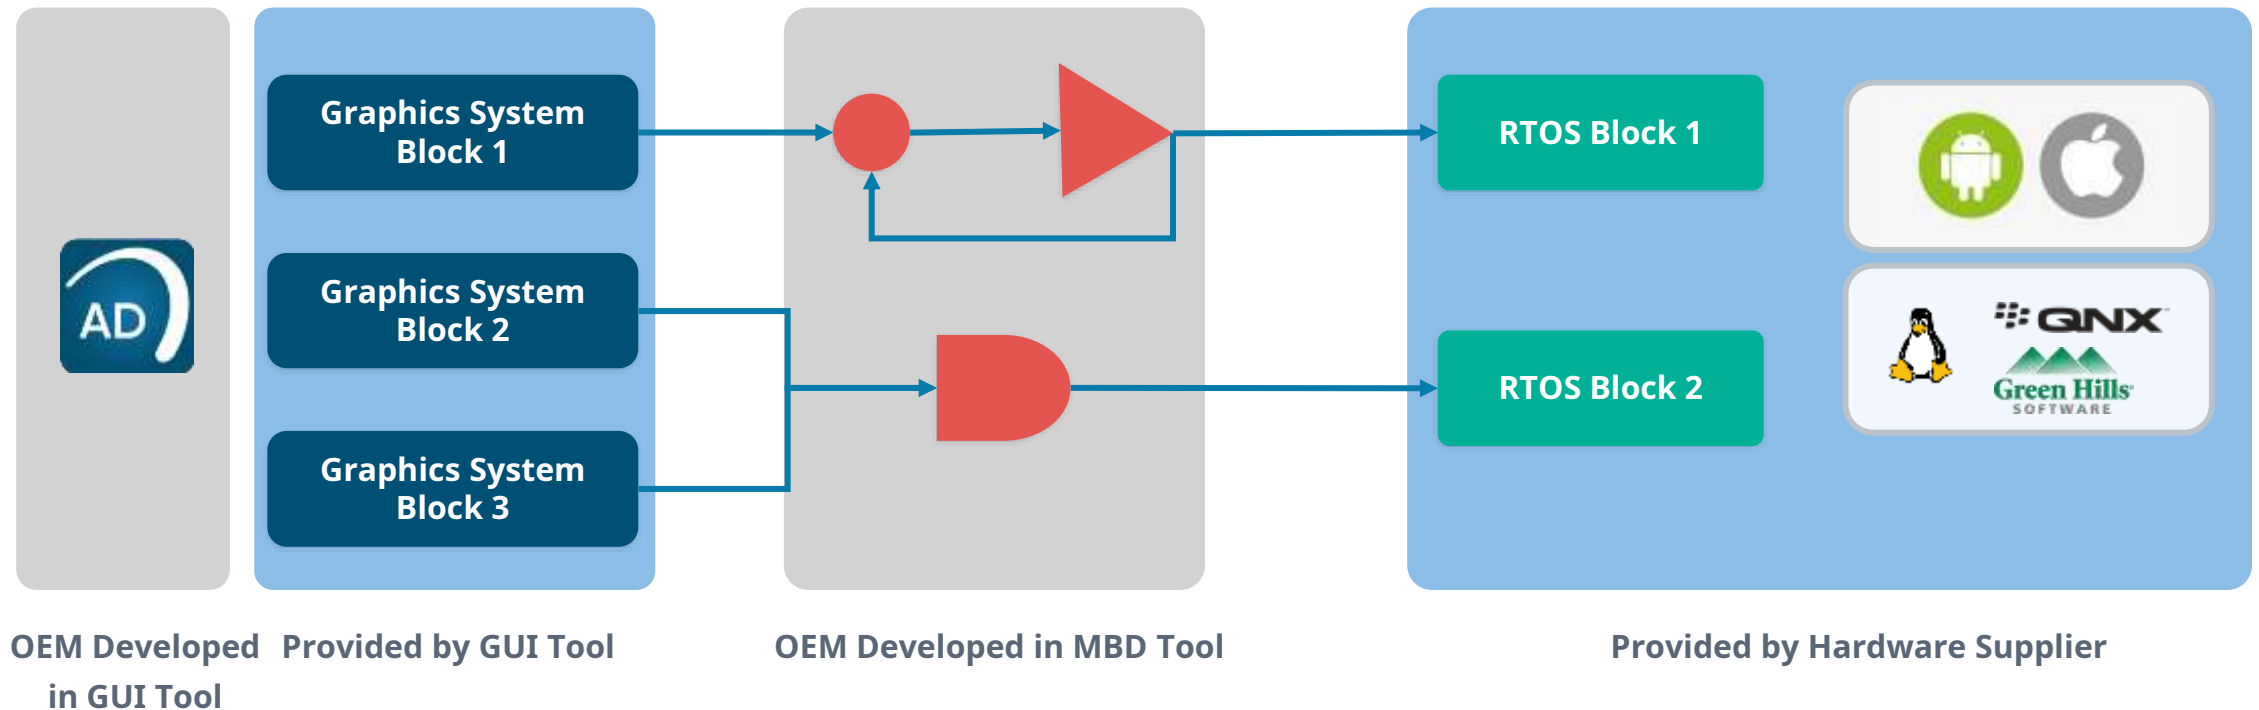 AD
Graphics System
Block 1
Graphics System
Block 2
Graphics System
Block 3
RTOS Block 1
RTOS Block 2
QNX
Green Hills
SOFTWARE
OEM Developed
in GUI Tool
Provided by GUI Tool
OEM Developed in MBD Tool
Provided by Hardware Supplier